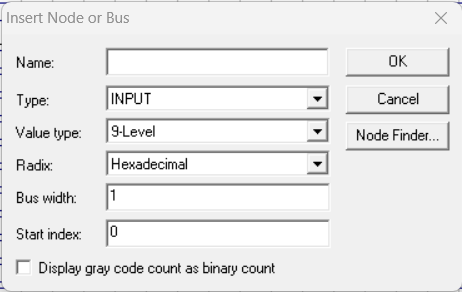 Insert Node or Bus
Name:
OK
Type:
INPUT
Cancel
Value type:
9-Level
Node Finder...
Radix:
Hexadecimal
Bus width:
1
Start index:
0
Display gray code count as binary count